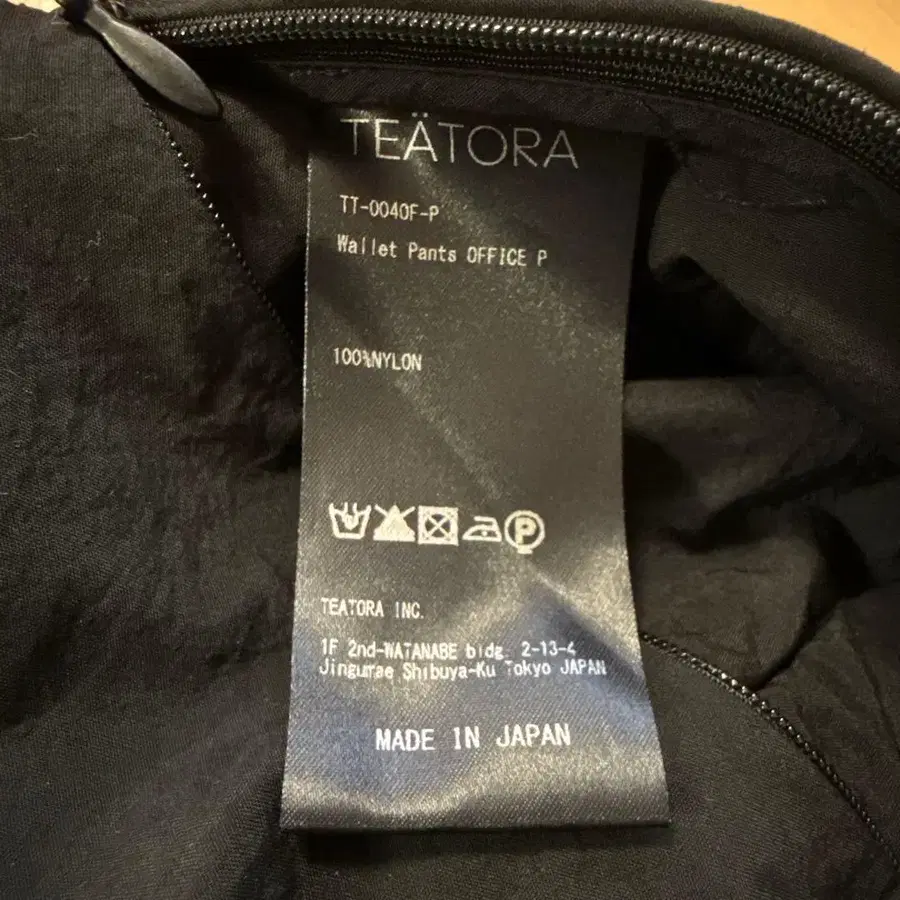 TEÄTORA
TT-0040F-P
Wallet Pants OFFICE P
100%NYLON
P
TEATORA INC.
1F 2nd-WATANABE bldg. 2-13-4
Jingumae Shibuya-Ku Tokyo JAPAN
MADE IN JAPAN